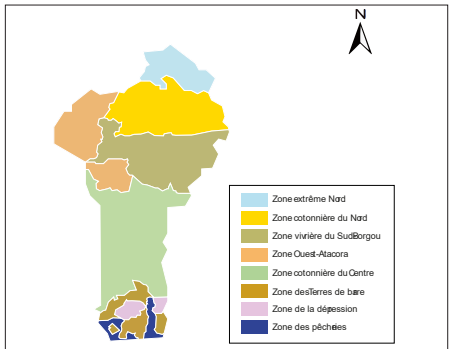 N
Zone extrême Nord
Zone cotonnière du Nord
Zone vivrière du Sud-Borgou
Zone Ouest-Atacora
Zone cotonnière du Centre
Zone des Terres de barre
Zone de la dépression
Zone des pêcheries